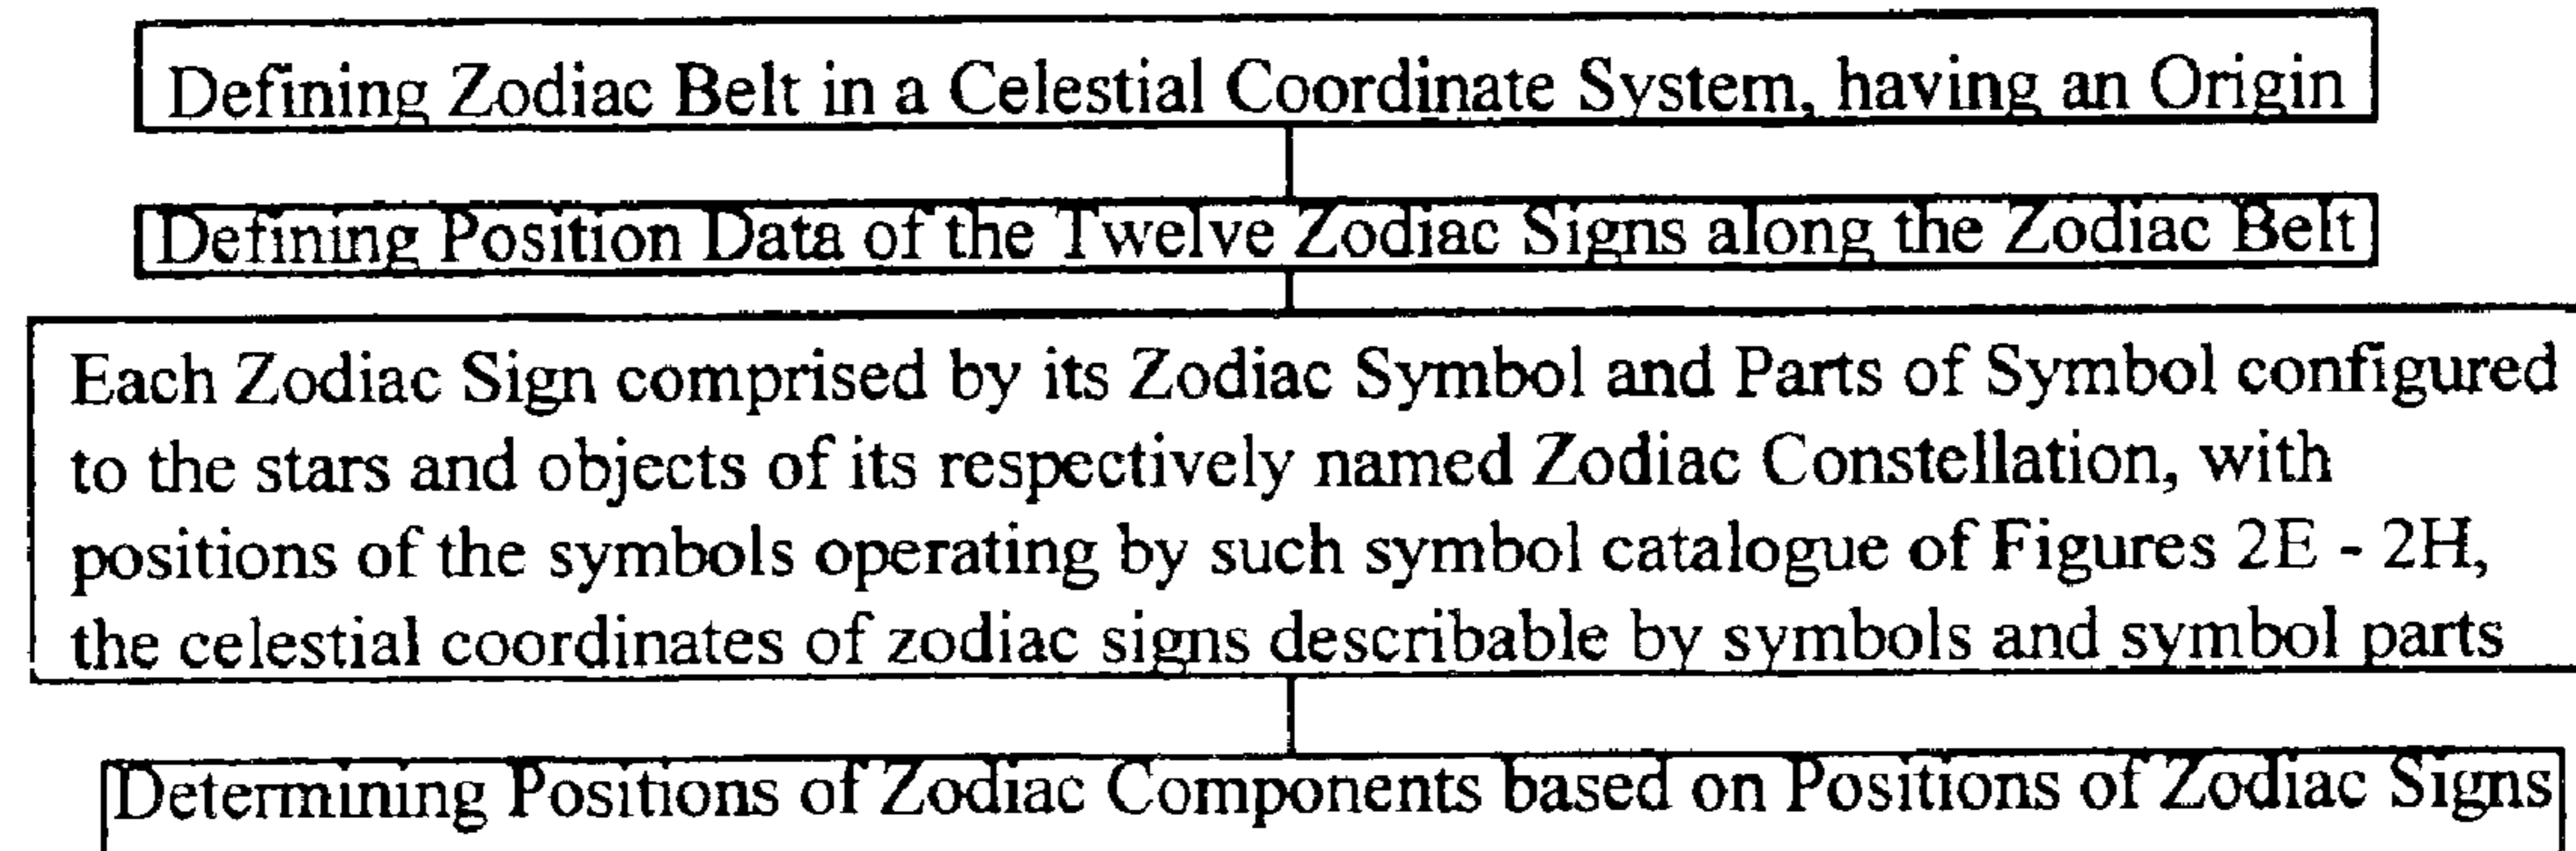 Defining Zodiac Belt in a Celestial Coordinate System, having an Origin
Defining Position Data of the Twelve Zodiac Signs along the Zodiac Belt
Each Zodiac Sign comprised by its Zodiac Symbol and Parts of Symbol configured
to the stars and objects of its respectively named Zodiac Constellation, with
positions of the symbols operating by such symbol catalogue of Figures 2E - 2H,
the celestial coordinates of zodiac signs describable by symbols and symbol parts
Determining Positions of Zodiac Components based on Positions of Zodiac Signs